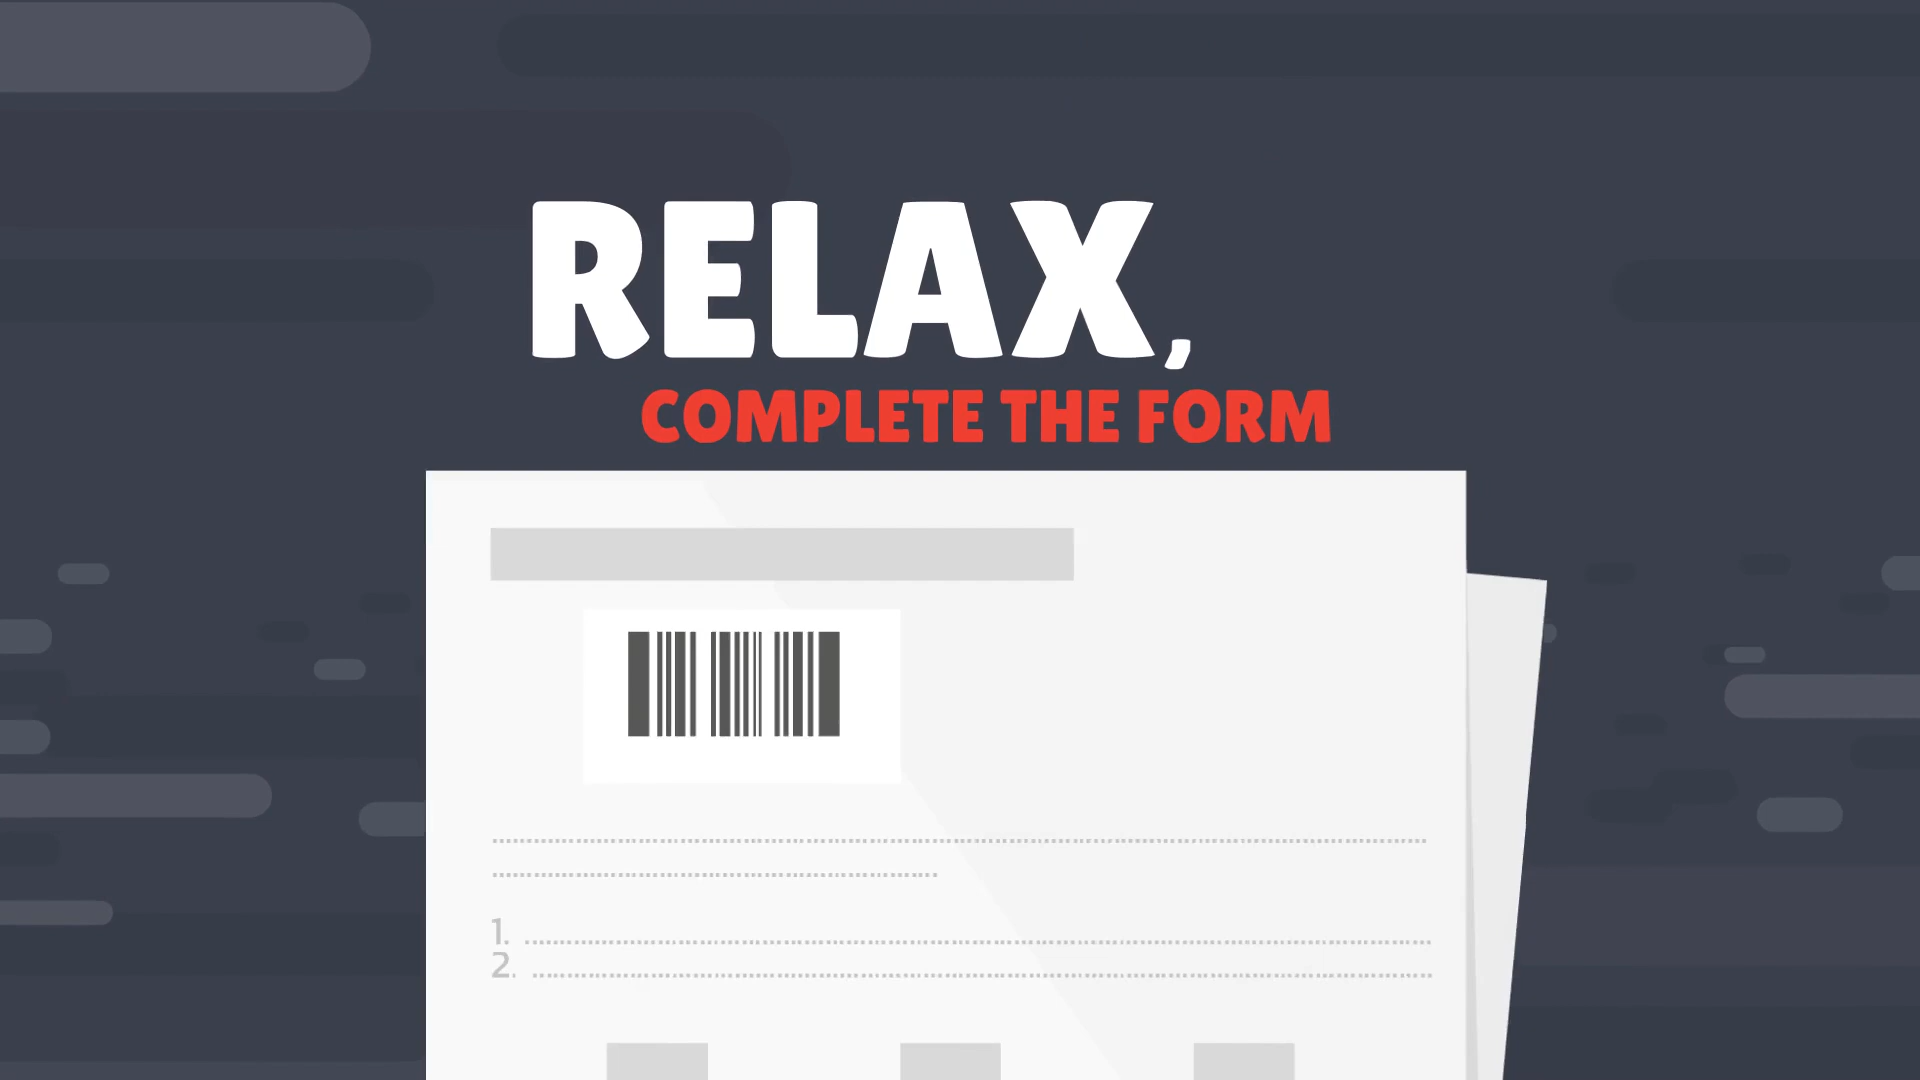 RELAX,
COMPLETE THE FORM
1.
2.